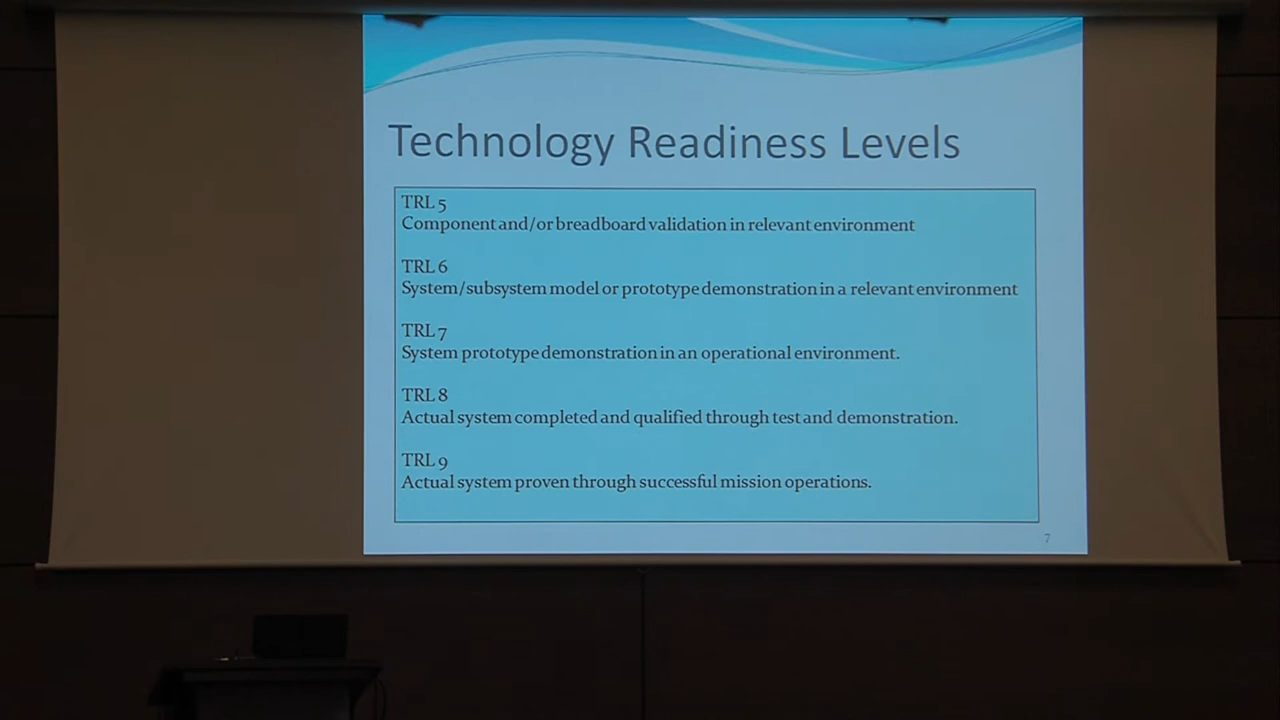 Technology Readiness Levels
TRL 5
Component and/or breadboard validation in relevant environment
TRL 6
System/subsystem model or prototype demonstration in a relevant environment
TRL 7
System prototype demonstration in an operational environment.
TRL 8
Actual system completed and qualified through test and demonstration.
TRL 9
Actual system proven through successful mission operations.
7